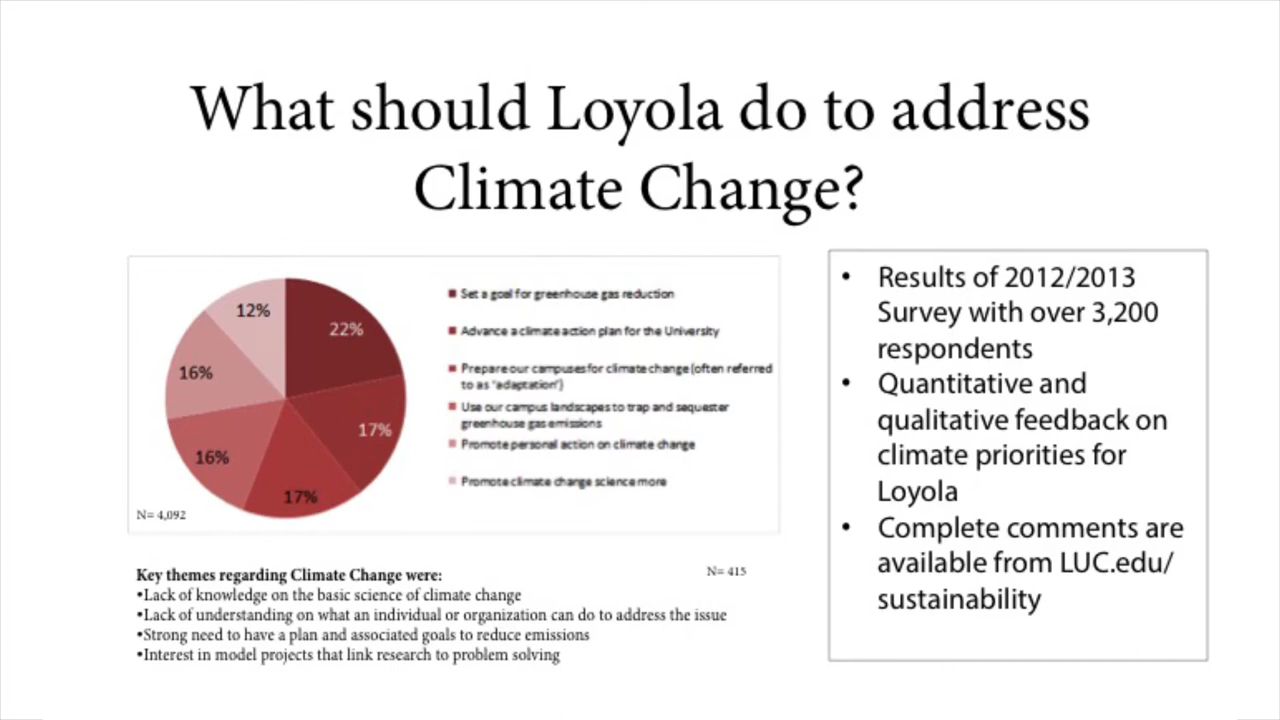 What should Loyola do to address
Climate Change?
12%
22%
16%
17%
16%
17%
N= 4,092
Set a goal for greenhouse gas reduction
Advance a climate action plan for the University
Prepare our campuses for climate change (often referred
to as "adaptation")
Use our campus landscapes to trap and sequester
greenhouse gas emissions
Promote personal action on climate change
Promote climate change science more
• Results of 2012/2013
Survey with over 3,200
respondents
• Quantitative and
qualitative feedback on
climate priorities for
Loyola
• Complete comments are
available from LUC.edu/
sustainability
Key themes regarding Climate Change were:
N= 415
•Lack of knowledge on the basic science of climate change
•Lack of understanding on what an individual or organization can do to address the issue
•Strong need to have a plan and associated goals to reduce emissions
•Interest in model projects that link research to problem solving